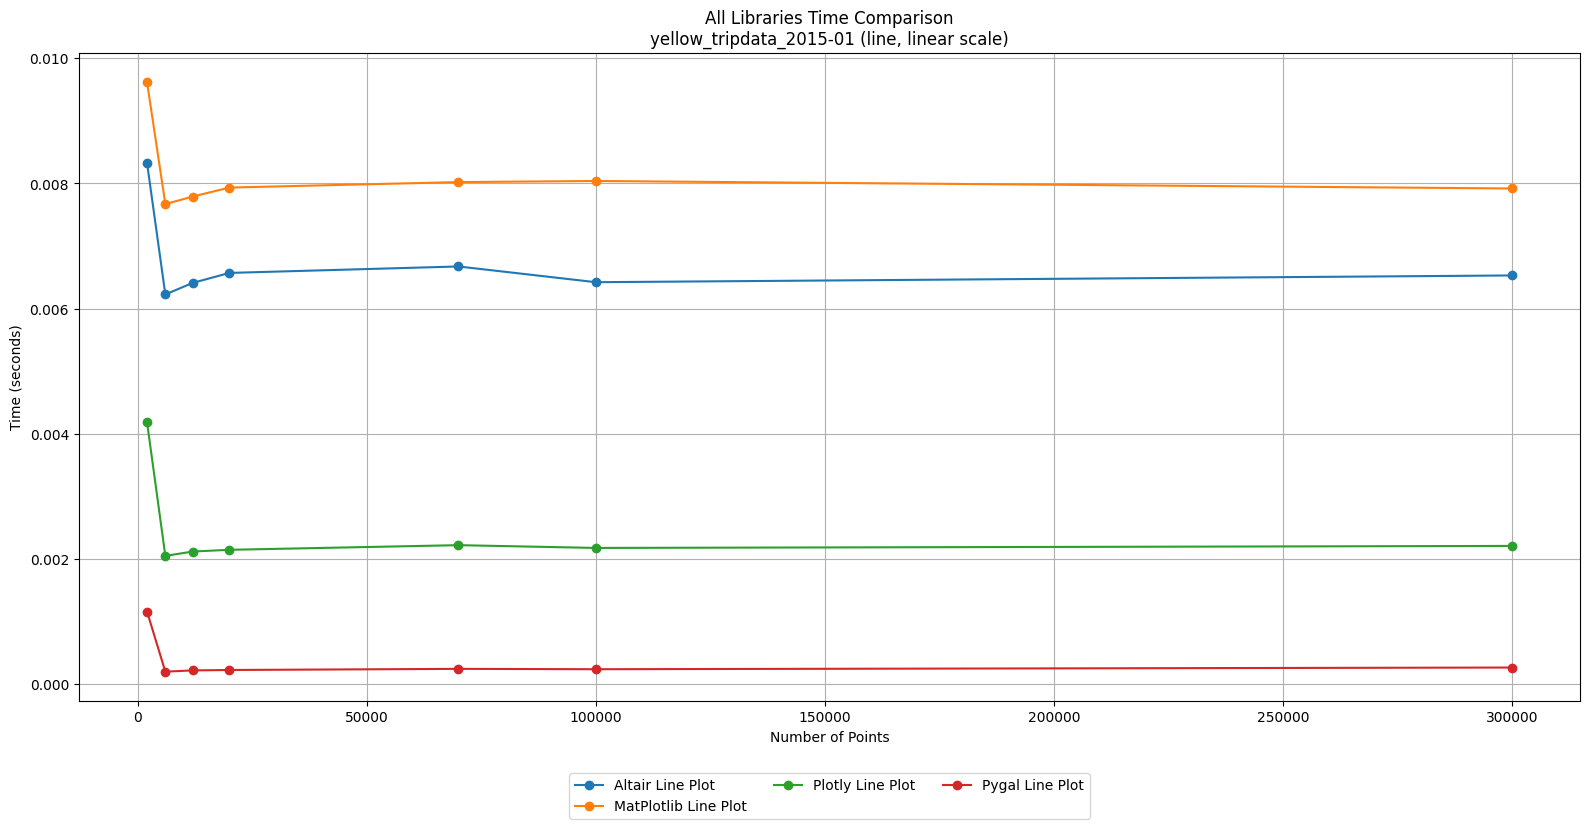 All Libraries Time Comparison
yellow_tripdata_2015-01 (line, linear scale)
0.010
0.008
0.006
0.004
0.002
0.000
Time (seconds)
0
50000
100000
150000
200000
250000
300000
Number of Points
Altair Line Plot
MatPlotlib Line Plot
Plotly Line Plot
Pygal Line Plot